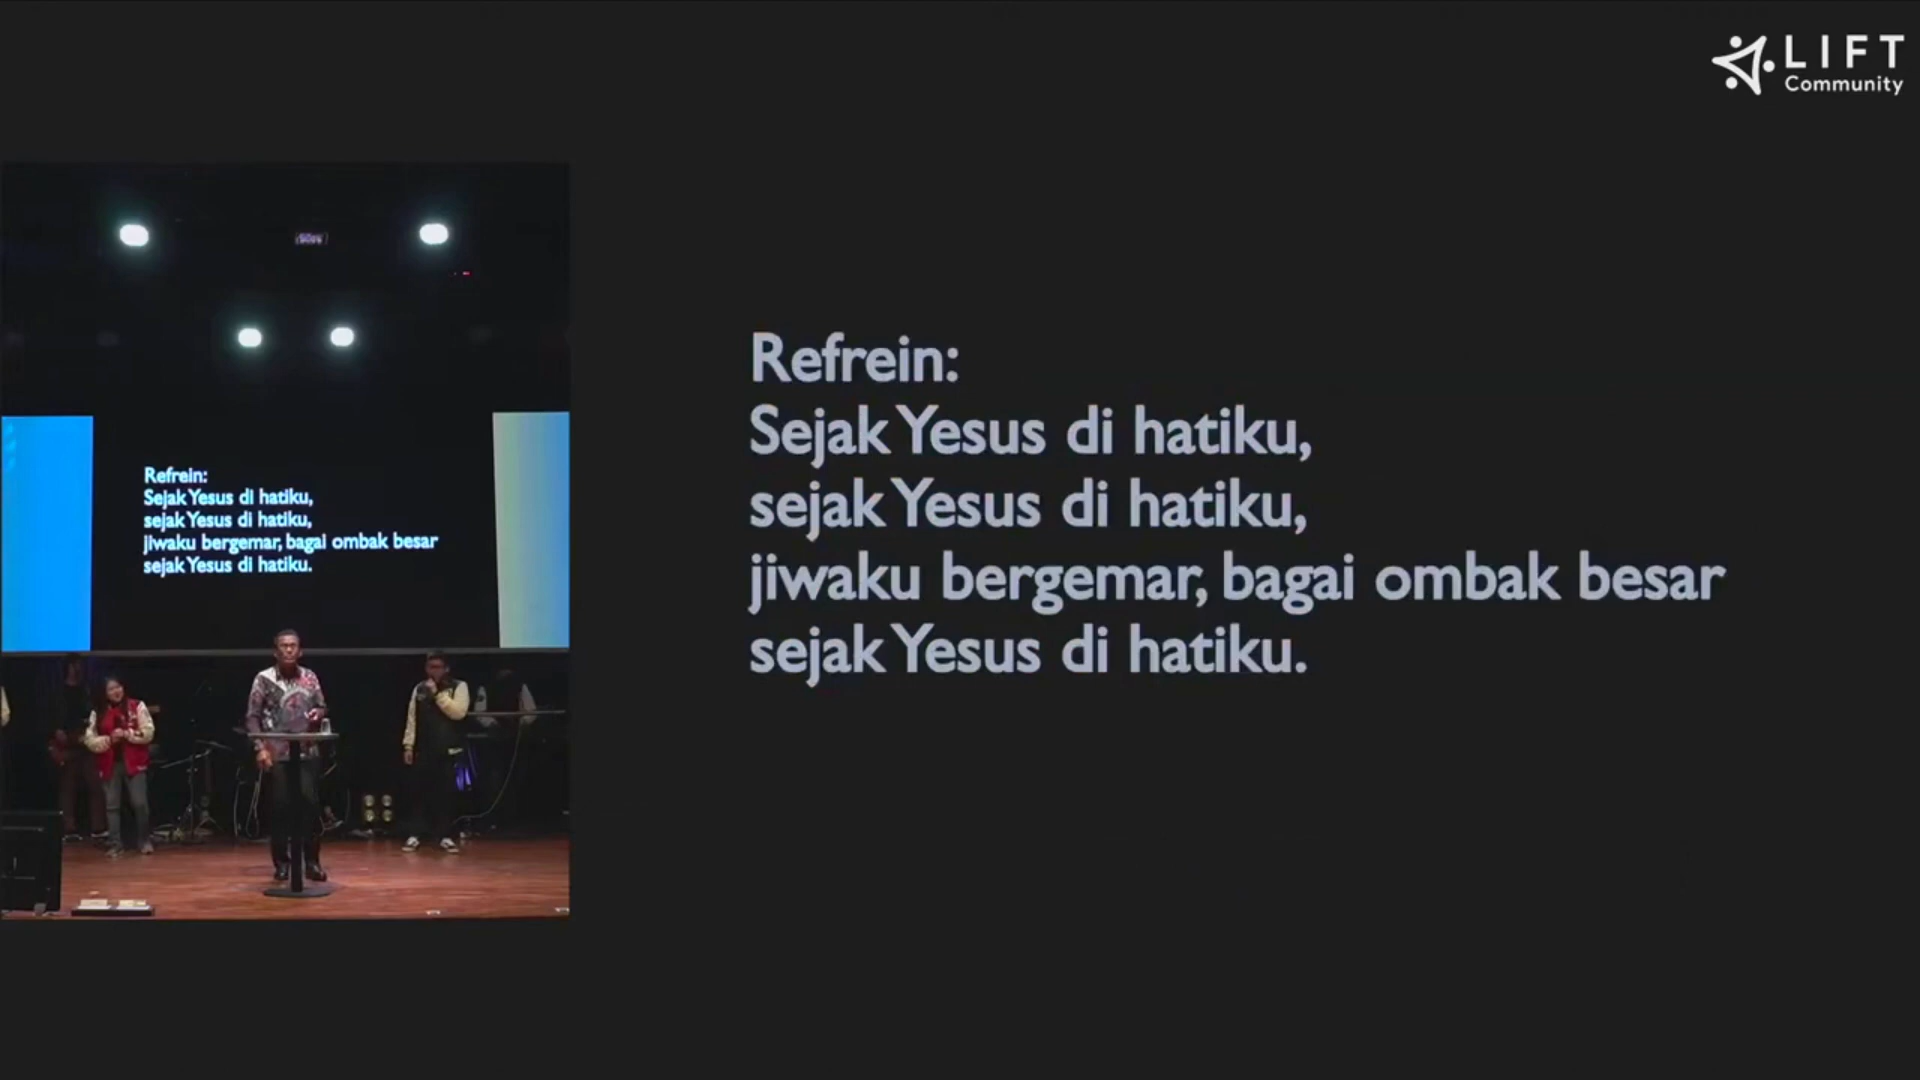 LIFT
Community
Refrein:
Sejak Yesus di hatiku,
sejak Yesus di hatiku,
jiwaku bergemar, bagai ombak besar
sejak Yesus di hatiku.
Refrein:
Sejak Yesus di hatiku,
sejak Yesus di hatiku,
jiwaku bergemar, bagai ombak besar
sejak Yesus di hatiku.